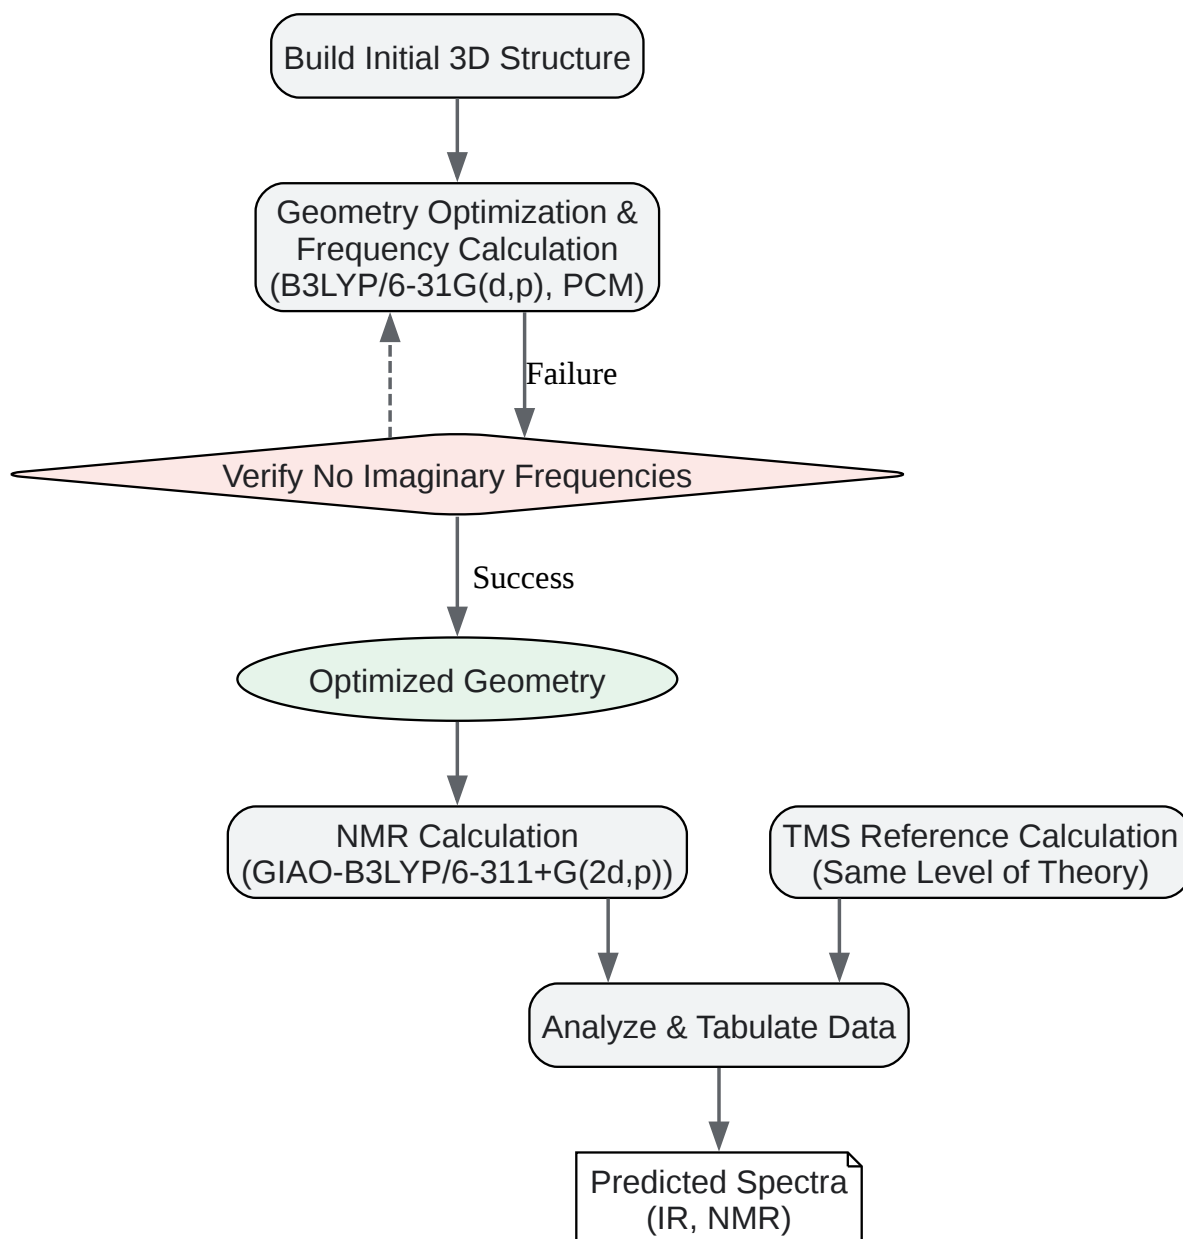 Build Initial 3D Structure
Geometry Optimization &
Frequency Calculation
(B3LYP/6-31G(d,p), PCM)
Failure
Verify No Imaginary Frequencies
Success
Optimized Geometry
NMR Calculation
(GIAO-B3LYP/6-311+G(2d,p))
TMS Reference Calculation
(Same Level of Theory)
Analyze & Tabulate Data
Predicted Spectra
(IR, NMR)